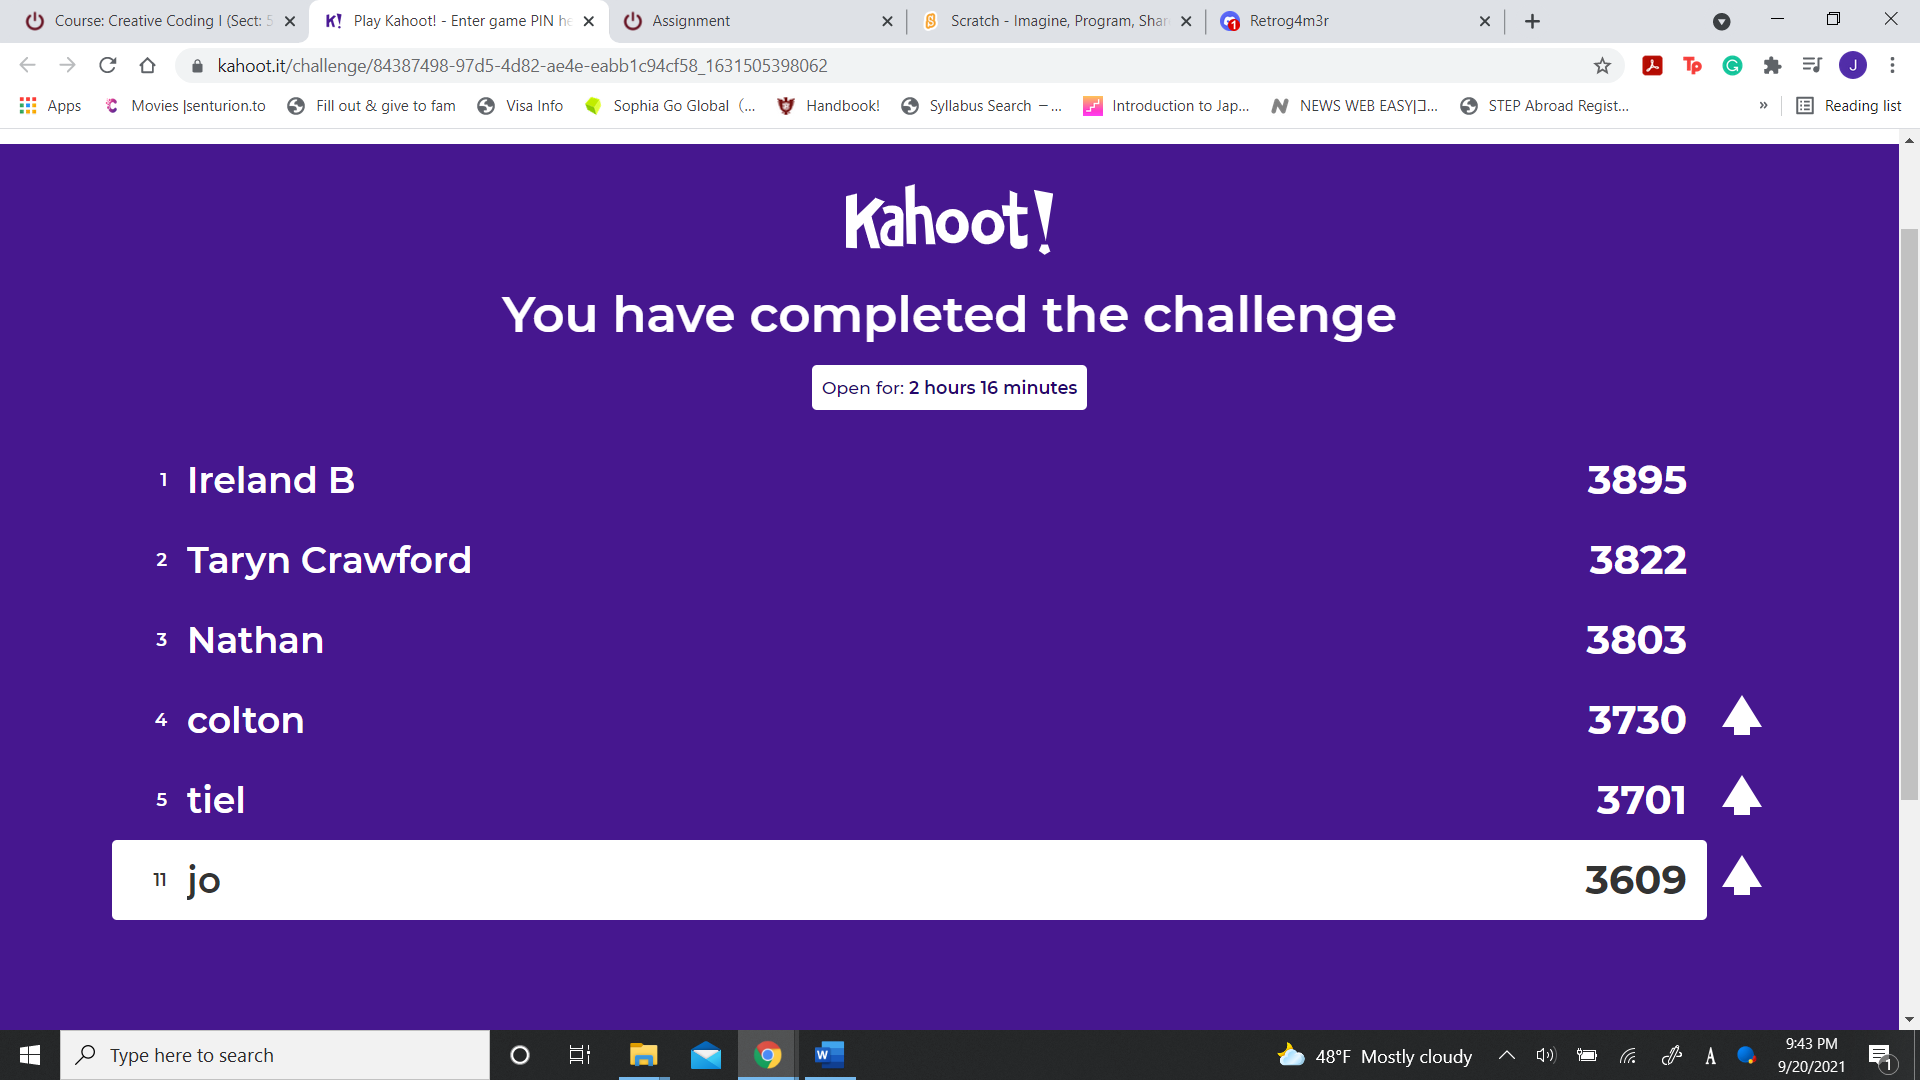 Course: Creative Coding I (Sect: 5
Play Kahoot! - Enter game PIN he
Assignment
Scratch - Imagine, Program, Shar
Retrog4m3r
kahoot.it/challenge/84387498-97d5-4d82-ae4e-eabb1c94cf58_1631505398062
Apps
Movies |senturion.to
Fill out & give to fam
Visa Info
Sophia Go Global（...
Handbook!
Syllabus Search －...
Introduction to Jap...
NEWS WEB EASY|...
STEP Abroad Regist...
»
Reading list
Kahoot!
You have completed the challenge
Open for: 2 hours 16 minutes
1 Ireland B 3895
2 Taryn Crawford 3822
3 Nathan 3803
4 colton 3730
5 tiel 3701
11 jo 3609
Type here to search
48°F Mostly cloudy
A
9:43 PM
9/20/2021
1